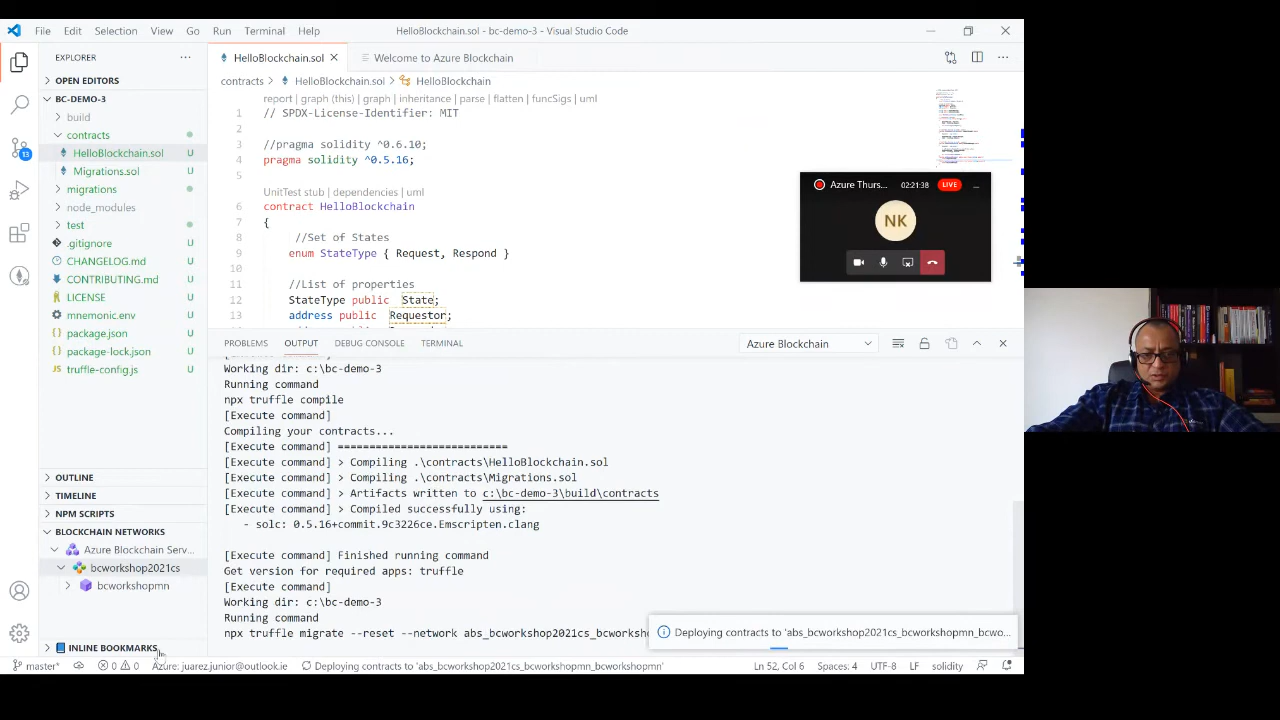 File Edit Selection View Go Run Terminal Help HelloBlockchain.sol - bc-demo-3 - Visual Studio Code
EXPLORER
OPEN EDITORS
BC-DEMO-3
build
contracts
HelloBlockchain.sol U
Migrations.sol U
migrations
node_modules
test
.gitignore U
CHANGELOG.md U
CONTRIBUTING.md U
LICENSE U
mnemonic.env U
package.json U
package-lock.json U
truffle-config.js U
OUTLINE
TIMELINE
NPM SCRIPTS
BLOCKCHAIN NETWORKS
Azure Blockchain Serv...
bcworkshop2021cs
bcworkshopmn
INLINE BOOKMARKS
13
HelloBlockchain.sol Welcome to Azure Blockchain
contracts > HelloBlockchain.sol > HelloBlockchain
report | graph (this) | graph | inheritance | parse | flatten | funcSigs | uml
1 // SPDX-License-Identifier: MIT
2
3 //pragma solidity ^0.8.10;
4 pragma solidity ^0.5.16;
5
UnitTest stub | dependencies | uml
6 contract HelloBlockchain
7 {
8 //Set of States
9 enum StateType { Request, Respond }
10
11 //List of properties
12 StateType public State;
13 address public Requestor;
Azure Thurs... 02:21:38 LIVE
NK
PROBLEMS OUTPUT DEBUG CONSOLE TERMINAL Azure Blockchain
Working dir: c:\bc-demo-3
Running command
npx truffle compile
[Execute command]
Compiling your contracts...
[Execute command] ===========================
[Execute command] > Compiling .\contracts\HelloBlockchain.sol
[Execute command] > Compiling .\contracts\Migrations.sol
[Execute command] > Artifacts written to c:\bc-demo-3\build\contracts
[Execute command] > Compiled successfully using:
- solc: 0.5.16+commit.9c3226ce.Emscripten.clang
[Execute command] Finished running command
Get version for required apps: truffle
[Execute command]
Working dir: c:\bc-demo-3
Running command
npx truffle migrate --reset --network abs_bcworkshop2021cs_bcworksh
Deploying contracts to 'abs_bcworkshop2021cs_bcworkshopmn_bcwo...
master* 0 0 Azure: juarez.junior@outlook.ie Deploying contracts to 'abs_bcworkshop2021cs_bcworkshopmn_bcworkshopmn' Ln 52, Col 6 Spaces: 4 UTF-8 LF solidity